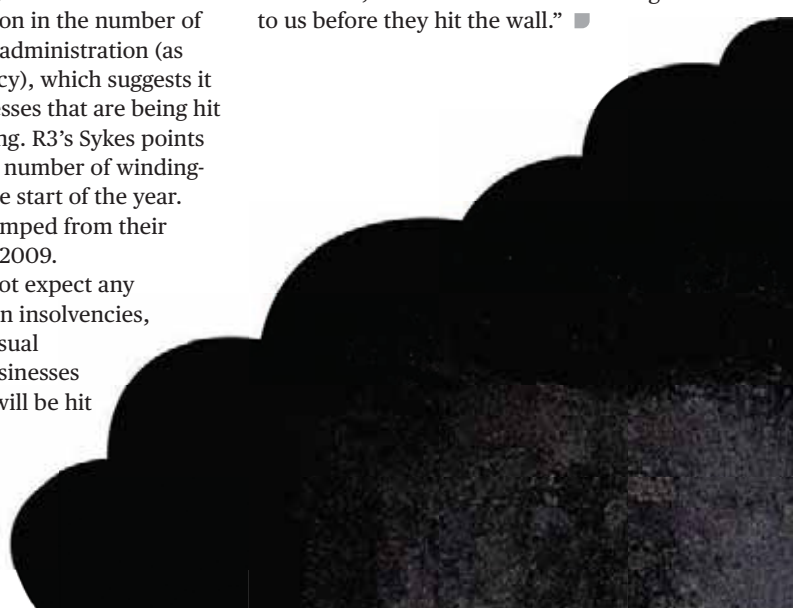 on in the number of
administration (as
cy), which suggests it
esses that are being hit
ng. R3's Sykes points
number of winding-
e start of the year.
mped from their
2009.
ot expect any
n insolvencies,
sual
sinesses
will be hit
to us before they hit the wall.”